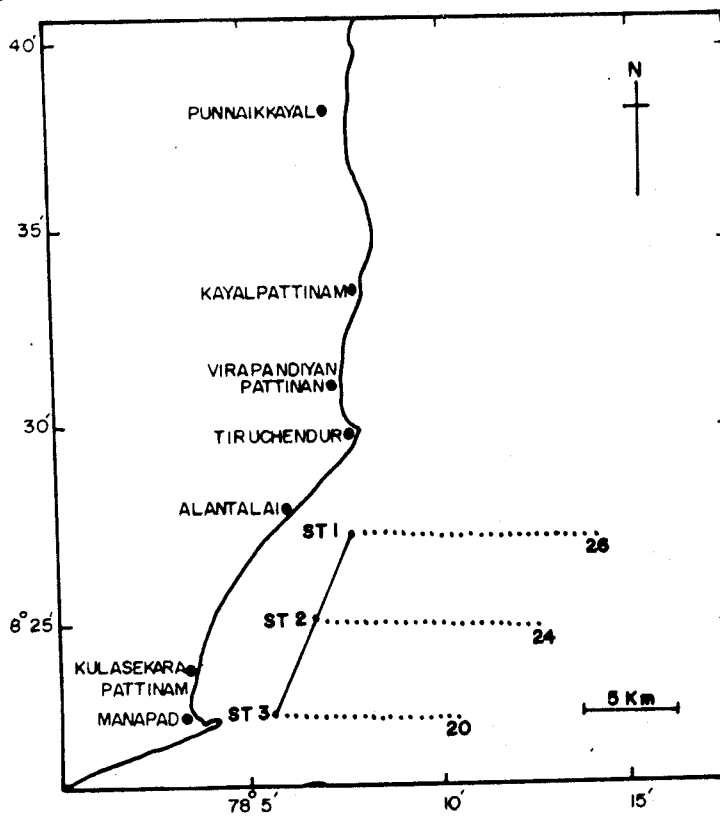 40′
N
PUNNAIKKAYAL
35′
KAYALPATTINAM
VIRAPANDIYAN
PATTINAN
30′
TIRUCHENDUR
ALANTALAI
ST 1
26
8°25′
ST 2
24
KULASEKARA
PATTINAM
MANAPAD
ST 3
20
5 Km
78°5′
10′
15′